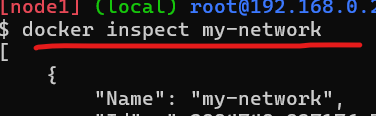 [node1] (local) root@192.168.0.2
$ docker inspect my-network
[
{
"Name": "my-network",